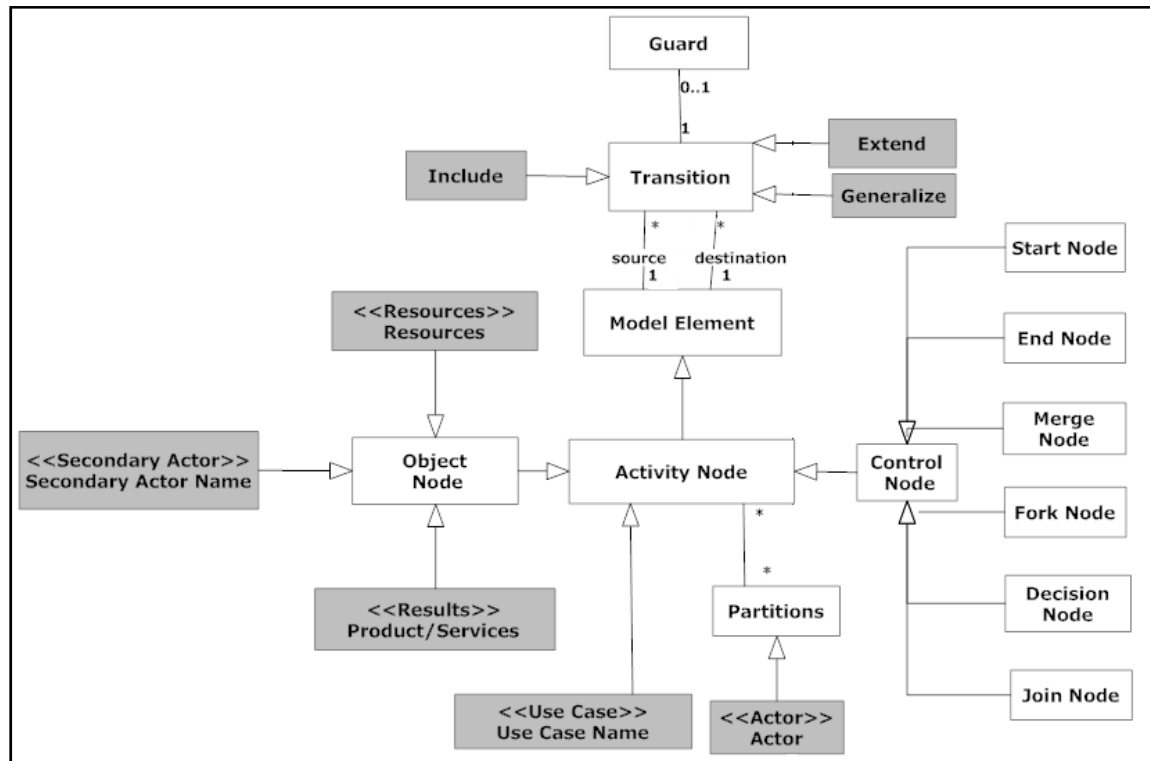 Guard
0..1
1
Include
Transition
Extend
Generalize
*
*
source
destination
1
1
Start Node
<<Resources>>
Resources
Model Element
End Node
Merge
Node
<<Secondary Actor>>
Secondary Actor Name
Object
Node
Activity Node
Control
Node
Fork Node
*
*
<<Results>>
Product/Services
Partitions
Decision
Node
<<Use Case>>
Use Case Name
<<Actor>>
Actor
Join Node